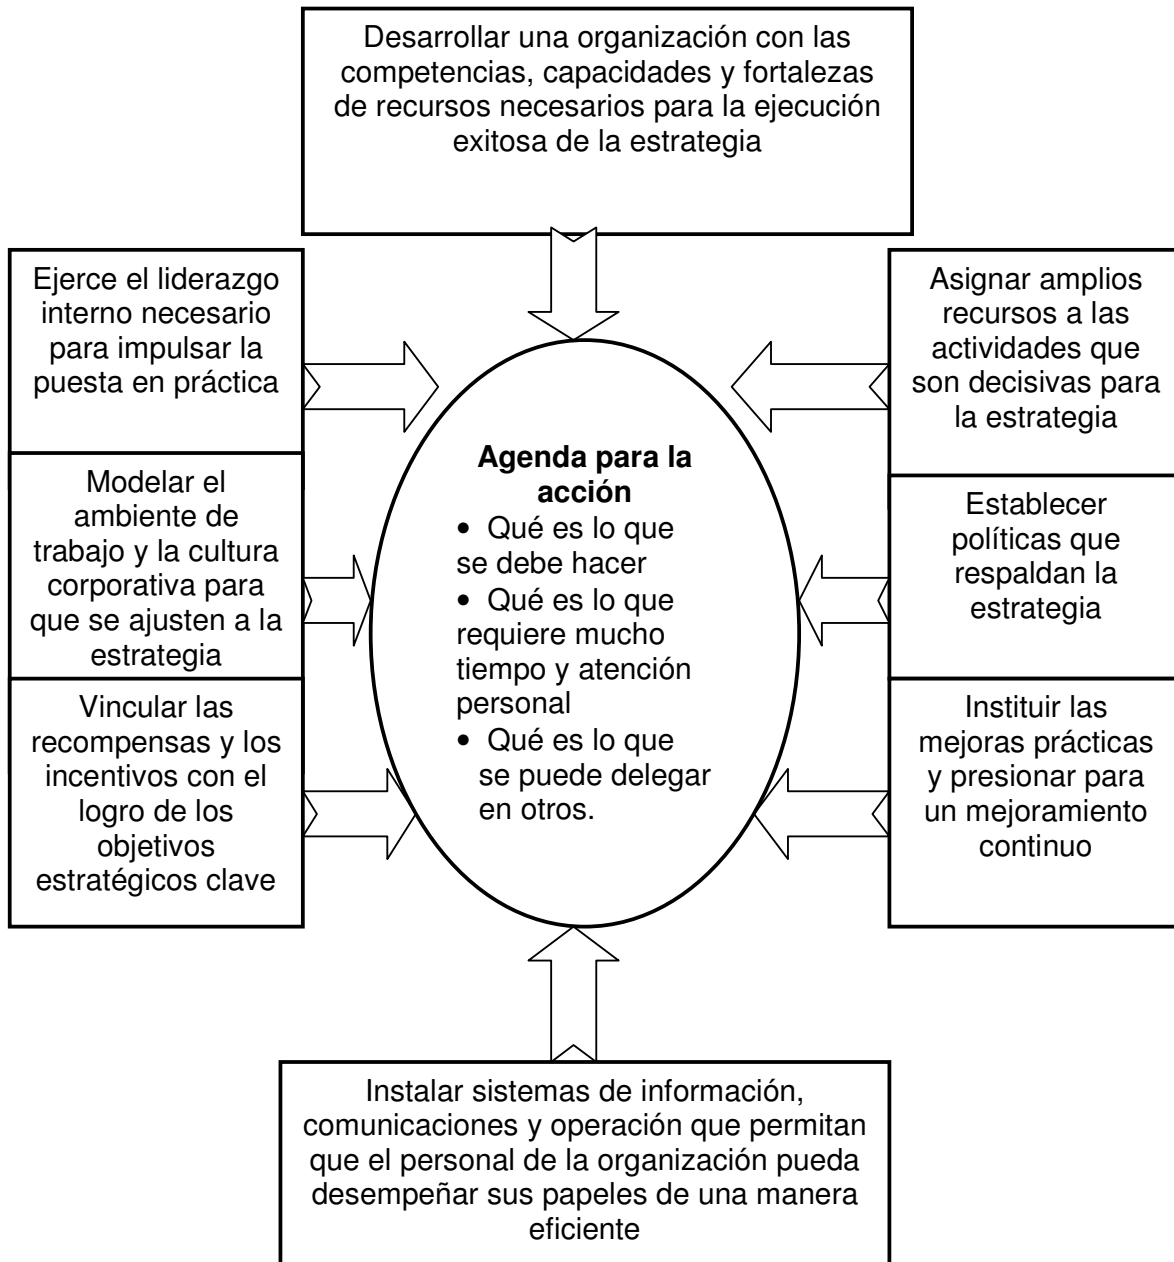 Desarrollar una organización con las
competencias, capacidades y fortalezas
de recursos necesarios para la ejecución
exitosa de la estrategia
Ejerce el liderazgo
interno necesario
para impulsar la
puesta en práctica
Modelar el
ambiente de
trabajo y la cultura
corporativa para
que se ajusten a la
estrategia
Vincular las
recompensas y los
incentivos con el
logro de los
objetivos
estratégicos clave
Agenda para la
acción
• Qué es lo que
se debe hacer
• Qué es lo que
requiere mucho
tiempo y atención
personal
• Qué es lo que
se puede delegar
en otros.
Asignar amplios
recursos a las
actividades que
son decisivas para
la estrategia
Establecer
políticas que
respaldan la
estrategia
Instituir las
mejoras prácticas
y presionar para
un mejoramiento
continuo
Instalar sistemas de información,
comunicaciones y operación que permitan
que el personal de la organización pueda
desempeñar sus papeles de una manera
eficiente